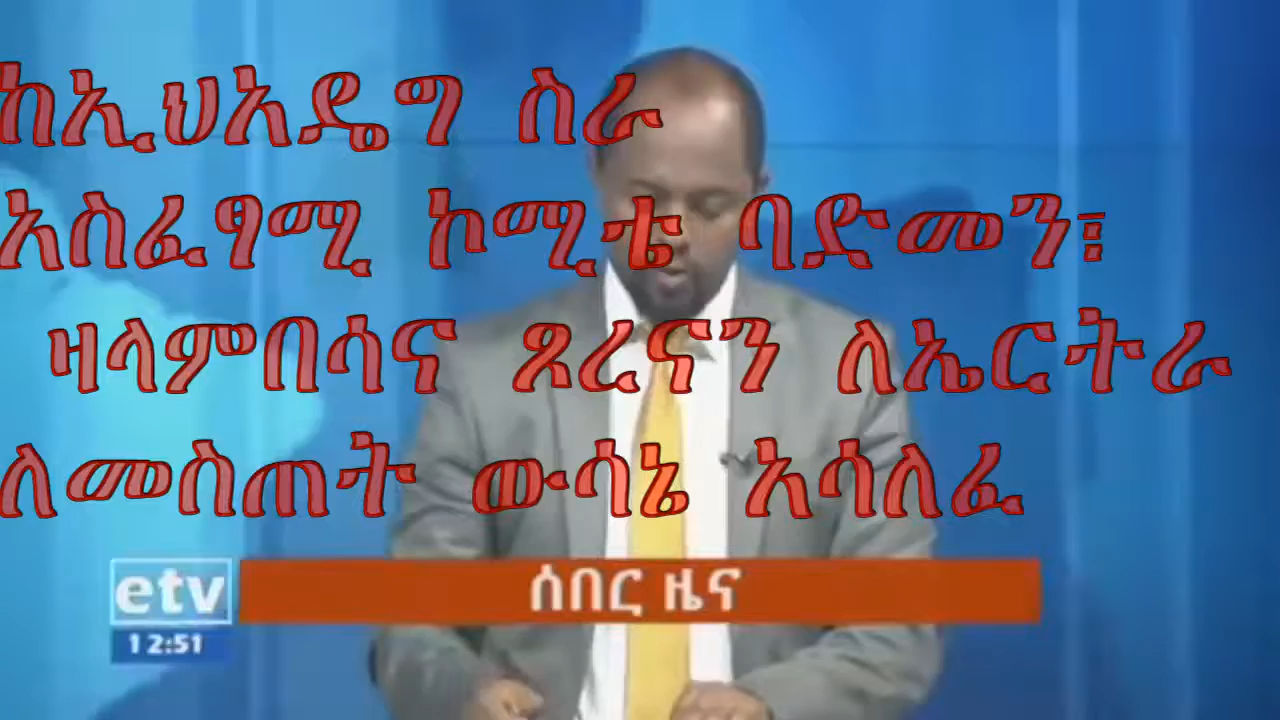 ከኢህአዴግ ስራ
አስፈፃሚ ኮሚቴ ባድመን፣
ዛላምበሳና ጾረናን ለኤርትራ
ለመስጠት ውሳኔ አሳለፈ
etv ሰበር ዜና
12:51